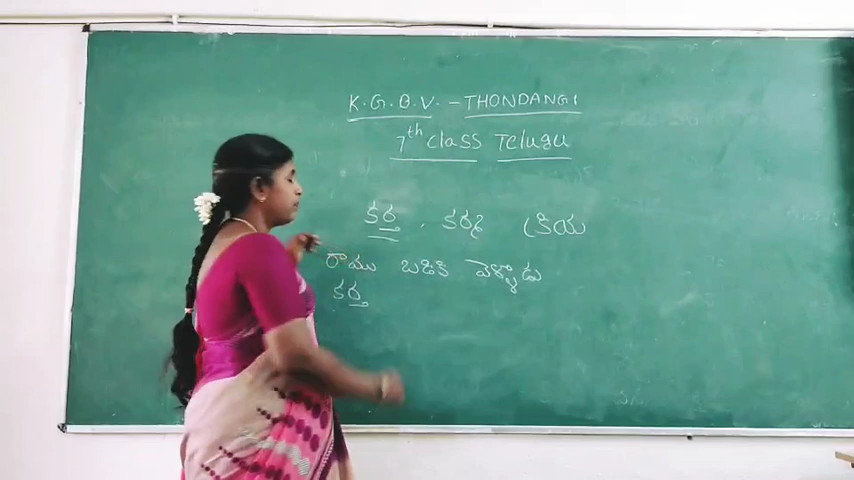 K.G.B.V. - THONDANGI
7th class Telugu
కర్త . కర్మ క్రియ
రాము బడికి వెళ్ళాడు
కర్త